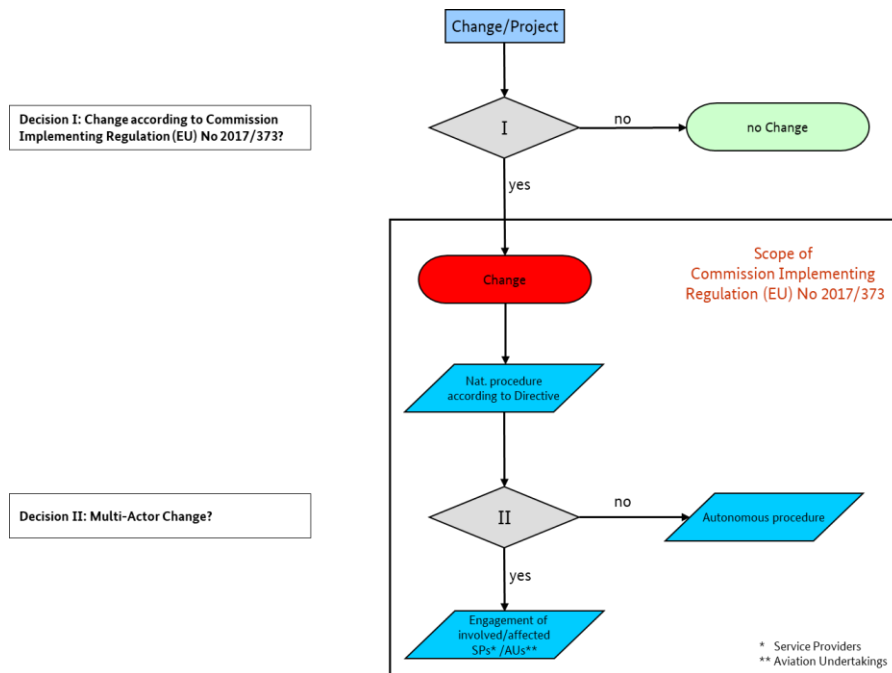 Change/Project
Decision I: Change according to Commission
Implementing Regulation (EU) No 2017/373?
I
no
no Change
yes
Scope of
Commission Implementing
Regulation (EU) No 2017/373
Change
Nat. procedure
according to Directive
Decision II: Multi-Actor Change?
II
no
Autonomous procedure
yes
Engagement of
involved/affected
SPs* /AUs**
* Service Providers
** Aviation Undertakings